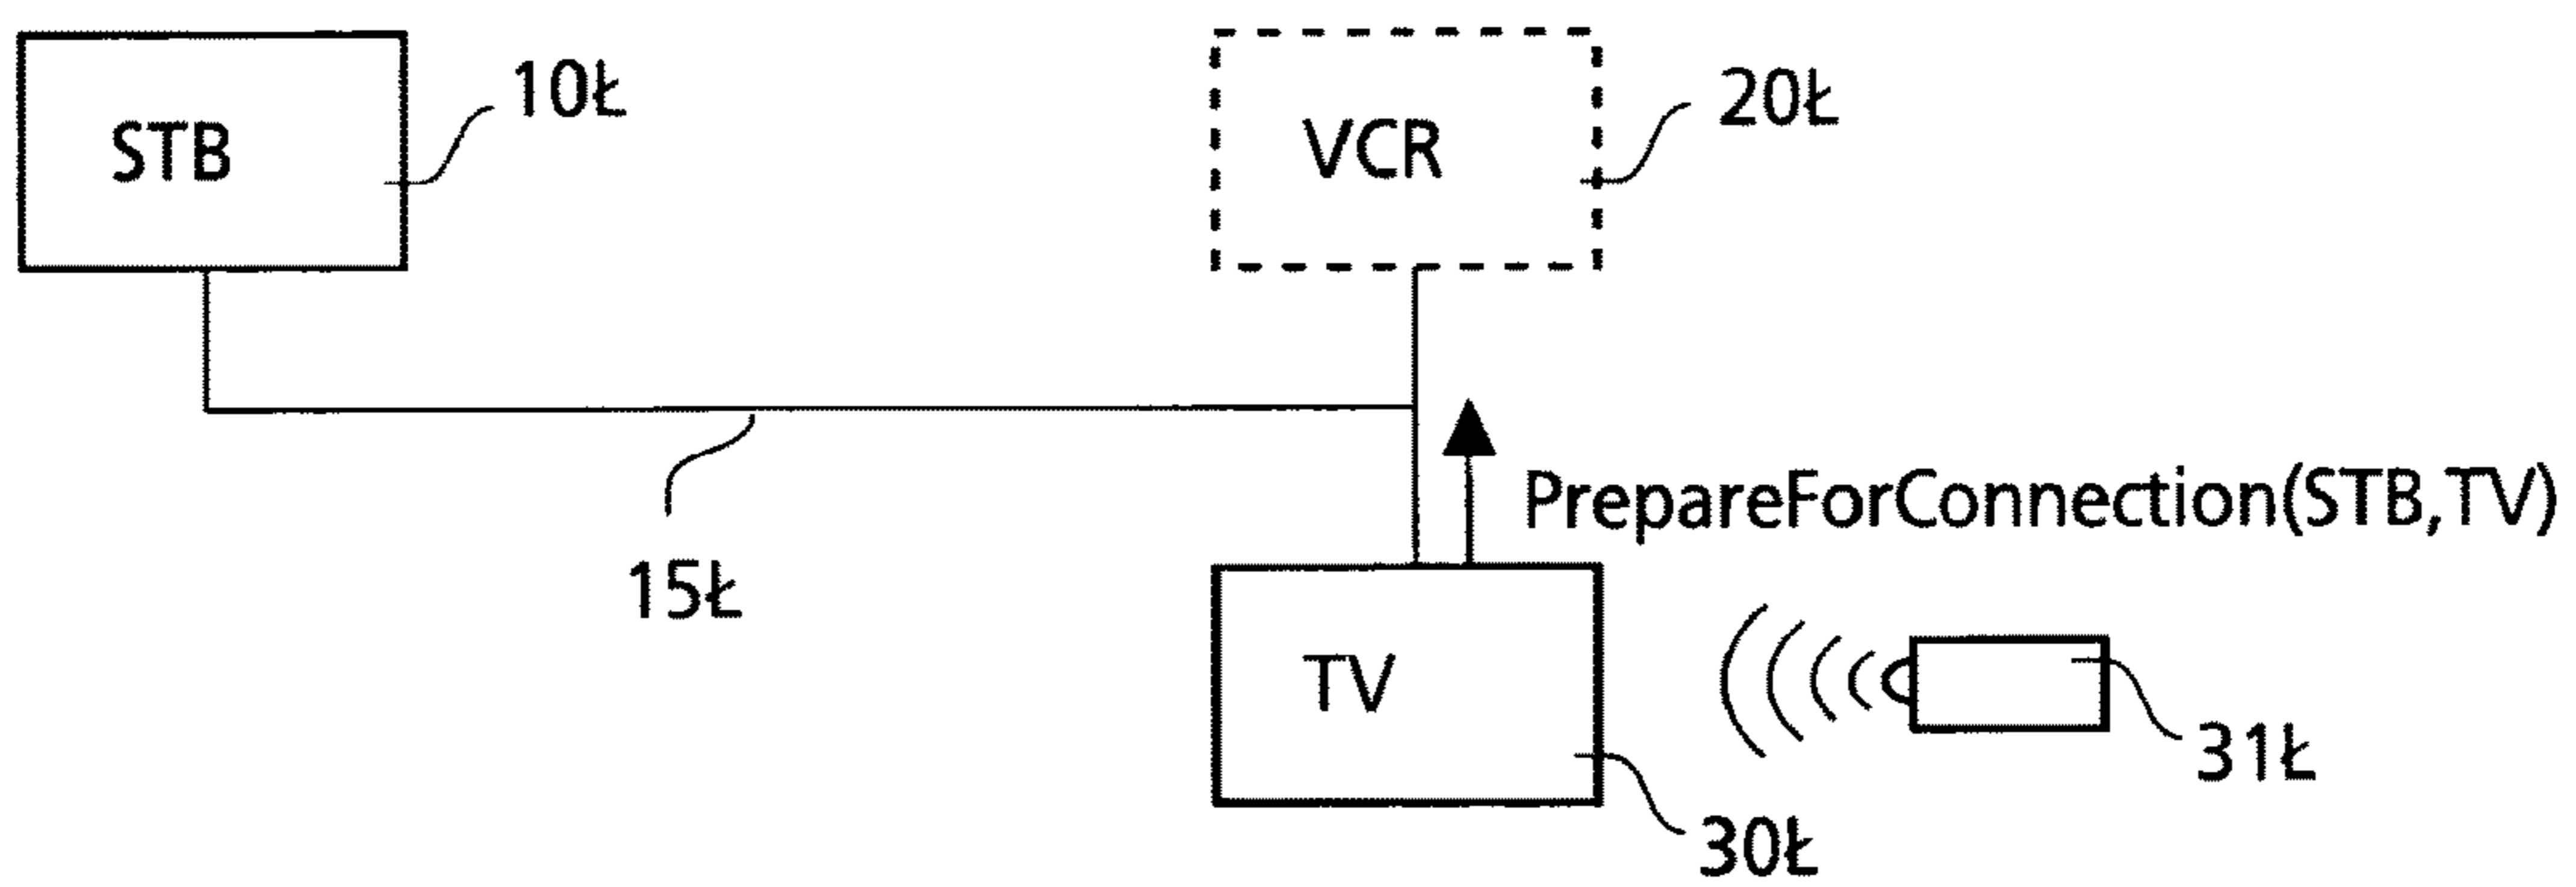 STB
10Ł
VCR
20Ł
15Ł
PrepareForConnection(STB,TV)
TV
31Ł
30Ł